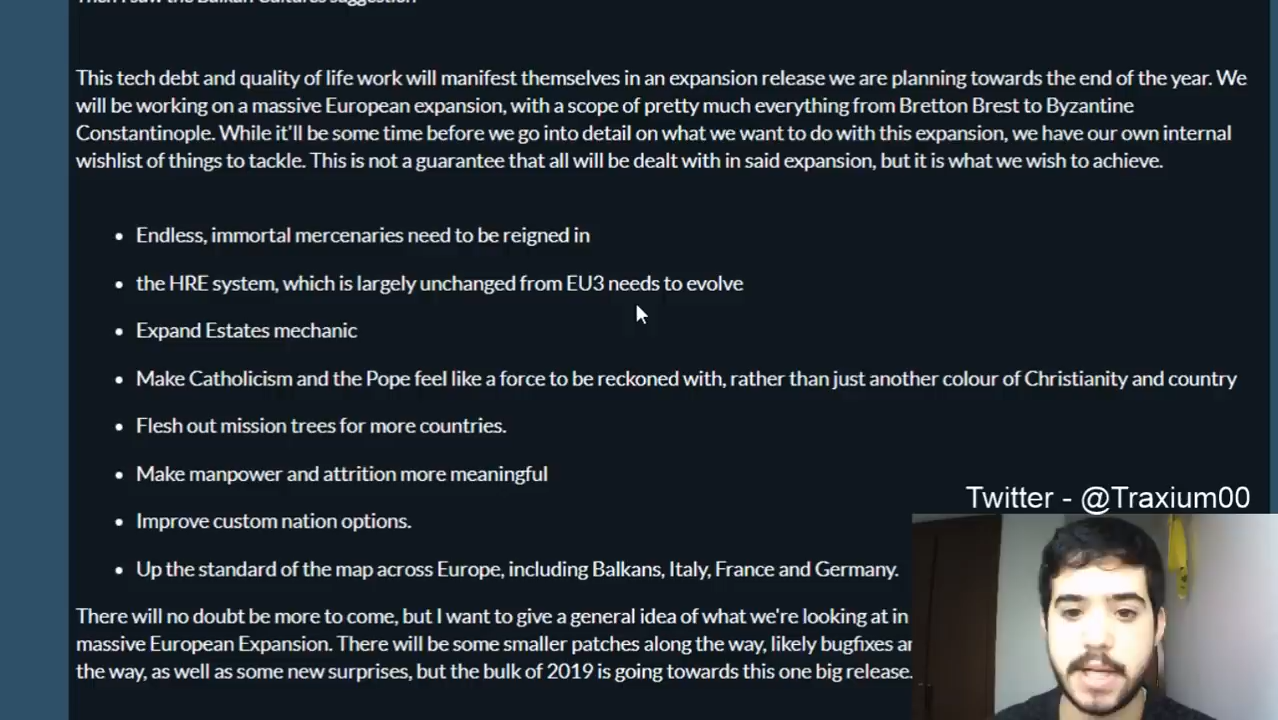 Then I saw the Balkan Cultures suggestion
This tech debt and quality of life work will manifest themselves in an expansion release we are planning towards the end of the year. We
will be working on a massive European expansion, with a scope of pretty much everything from Bretton Brest to Byzantine
Constantinople. While it'll be some time before we go into detail on what we want to do with this expansion, we have our own internal
wishlist of things to tackle. This is not a guarantee that all will be dealt with in said expansion, but it is what we wish to achieve.
• Endless, immortal mercenaries need to be reigned in
• the HRE system, which is largely unchanged from EU3 needs to evolve
• Expand Estates mechanic
• Make Catholicism and the Pope feel like a force to be reckoned with, rather than just another colour of Christianity and country
• Flesh out mission trees for more countries.
• Make manpower and attrition more meaningful
• Improve custom nation options.
• Up the standard of the map across Europe, including Balkans, Italy, France and Germany.
There will no doubt be more to come, but I want to give a general idea of what we're looking at in
massive European Expansion. There will be some smaller patches along the way, likely bugfixes
the way, as well as some new surprises, but the bulk of 2019 is going towards this one big release.
Twitter - @Traxium00